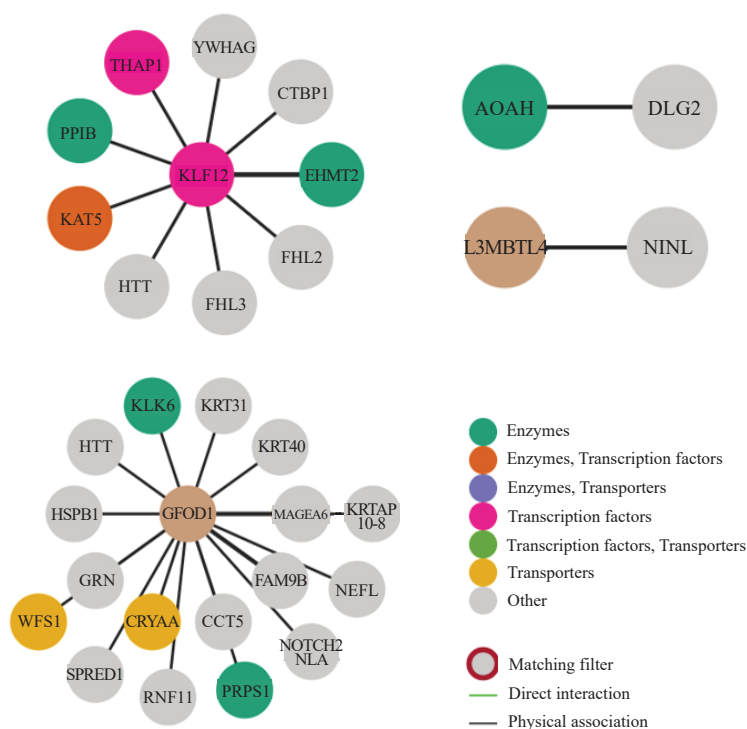 YWHAG
THAP1
CTBP1
PPIB
KLF12
EHMT2
KAT5
FHL2
HTT
FHL3
AOAH
DLG2
L3MBTL4
NINL
KLK6
KRT31
HTT
KRT40
HSPB1
GFOD1
MAGEA6
KRTAP
10-8
GRN
FAM9B
NEFL
WFS1
CRYAA
CCT5
NOTCH2
NLA
SPRED1
RNF11
PRPS1
Enzymes
Enzymes, Transcription factors
Enzymes, Transporters
Transcription factors
Transcription factors, Transporters
Transporters
Other
Matching filter
Direct interaction
Physical association